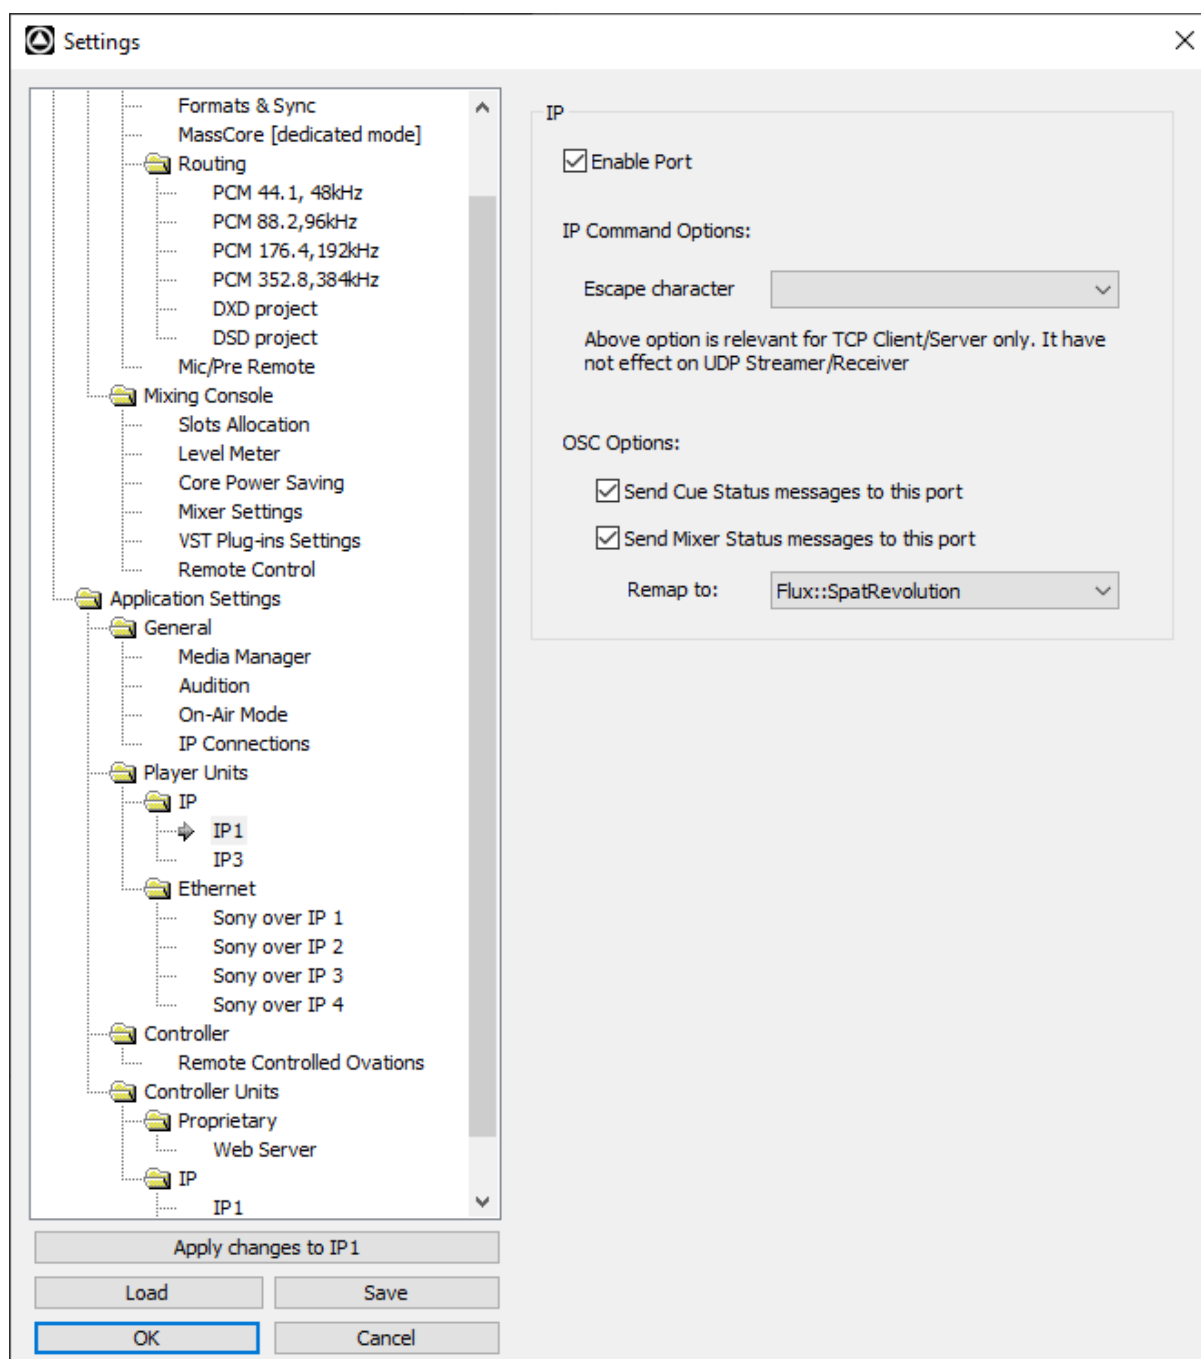 Settings
Formats & Sync
MassCore [dedicated mode]
Routing
PCM 44.1, 48kHz
PCM 88.2,96kHz
PCM 176.4,192kHz
PCM 352.8,384kHz
DXD project
DSD project
Mic/Pre Remote
Mixing Console
Slots Allocation
Level Meter
Core Power Saving
Mixer Settings
VST Plug-ins Settings
Remote Control
Application Settings
General
Media Manager
Audition
On-Air Mode
IP Connections
Player Units
IP
IP1
IP3
Ethernet
Sony over IP 1
Sony over IP 2
Sony over IP 3
Sony over IP 4
Controller
Remote Controlled Ovations
Controller Units
Proprietary
Web Server
IP
IP1
Apply changes to IP1
Load
Save
OK
Cancel
IP
Enable Port
IP Command Options:
Escape character
Above option is relevant for TCP Client/Server only. It have
not effect on UDP Streamer/Receiver
OSC Options:
Send Cue Status messages to this port
Send Mixer Status messages to this port
Remap to:
Flux::SpatRevolution